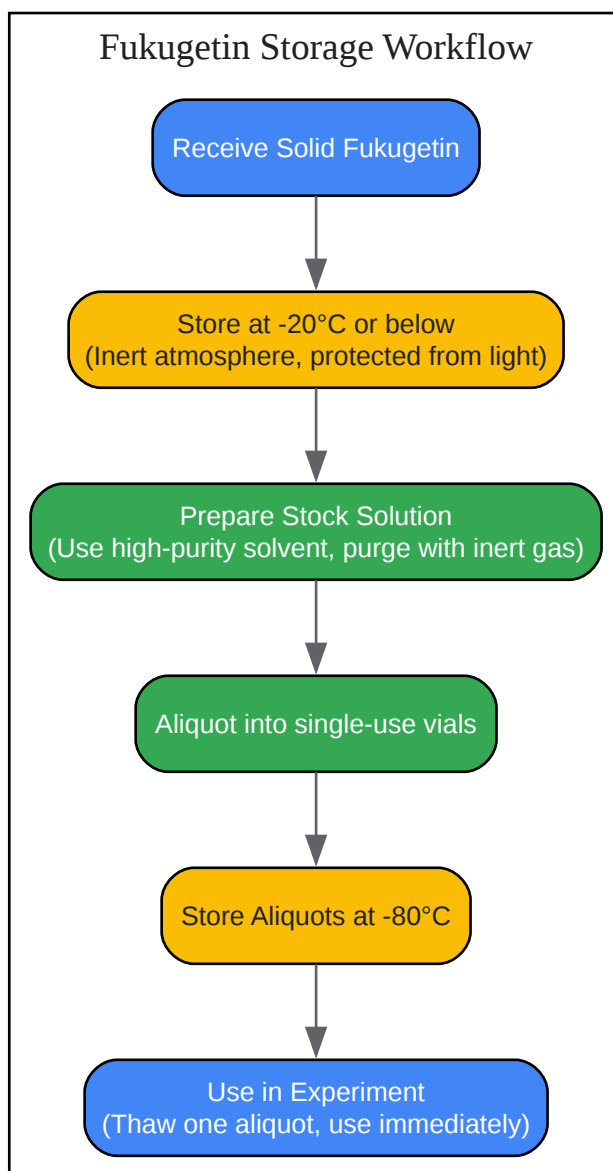 Fukugetin Storage Workflow
Receive Solid Fukugetin
Store at -20°C or below
(Inert atmosphere, protected from light)
Prepare Stock Solution
(Use high-purity solvent, purge with inert gas)
Aliquot into single-use vials
Store Aliquots at -80°C
Use in Experiment
(Thaw one aliquot, use immediately)